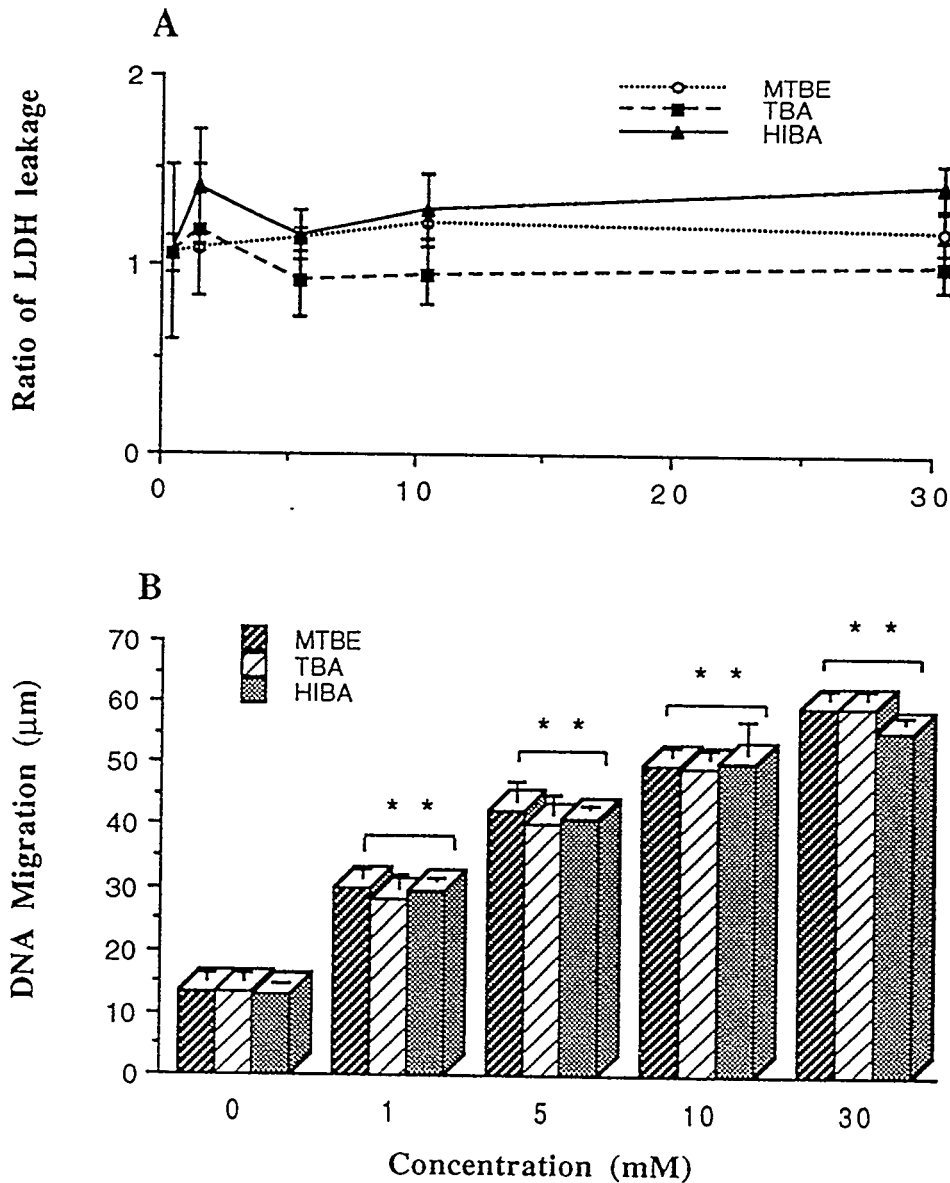 A
Ratio of LDH leakage
2
1
0
MTBE
TBA
HIBA
0 10 20 30
B
DNA Migration (μm)
70
60
50
40
30
20
10
0
MTBE
TBA
HIBA
* *
* *
* *
* *
0 1 5 10 30
Concentration (mM)